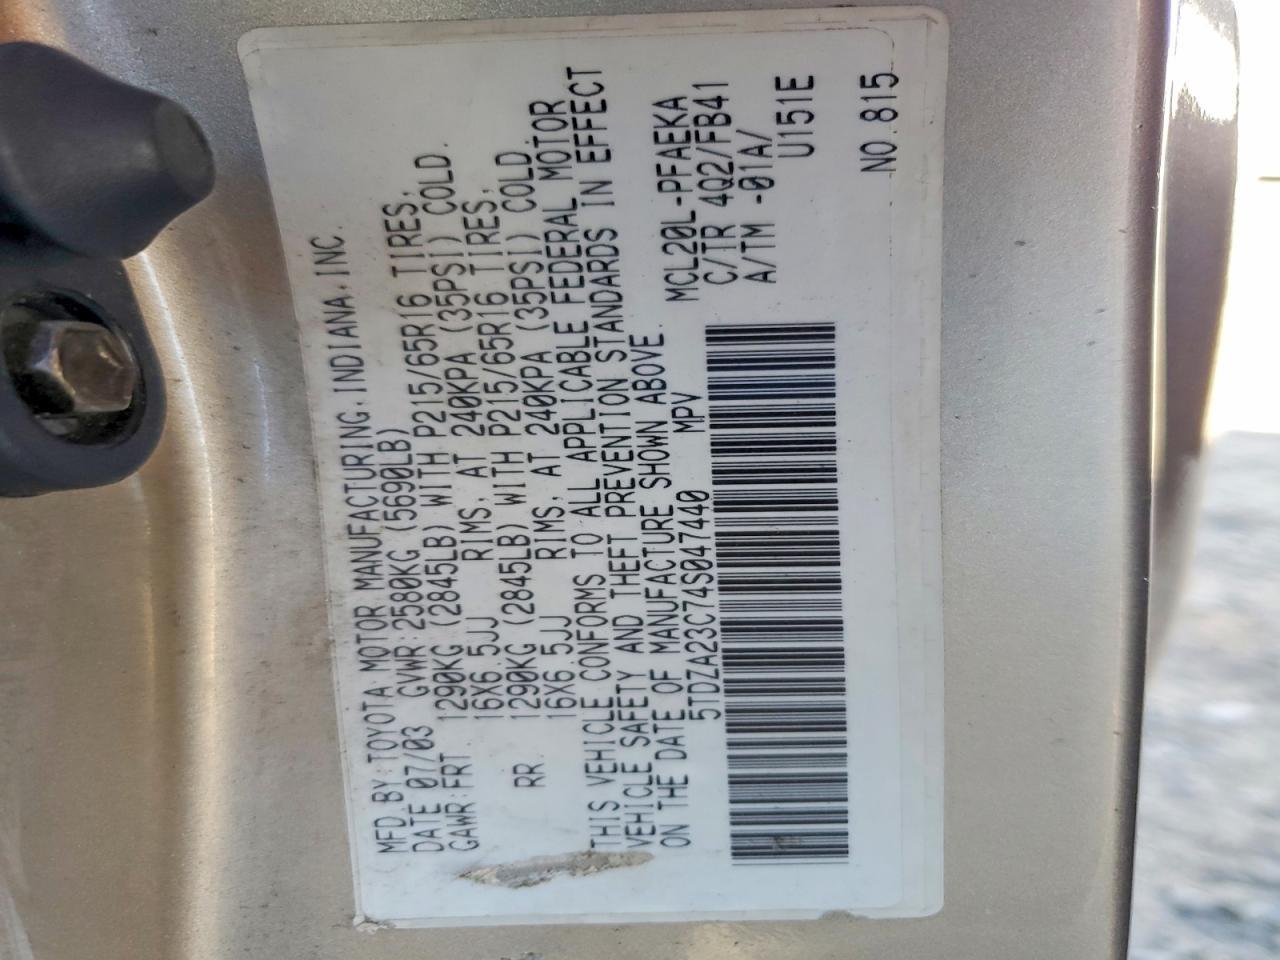 MFD.BY:TOYOTA MOTOR MANUFACTURING,INDIANA,INC.
DATE 07/03 GVWR:2580KG (5690LB)
GAWR:FRT 1290KG (2845LB) WITH P215/65R16 TIRES,
16X6.5JJ RIMS, AT 240KPA (35PSI) COLD.
RR. 1290KG (2845LB) WITH P215/65R16 TIRES,
16X6.5JJ RIMS, AT 240KPA (35PSI) COLD.
THIS VEHICLE CONFORMS TO ALL APPLICABLE FEDERAL MOTOR
VEHICLE SAFETY AND THEFT PREVENTION STANDARDS IN EFFECT
ON THE DATE OF MANUFACTURE SHOWN ABOVE.
5TDZA23C74S047440 MPV
MCL20L-PFAEKA
C/TR 4Q2/FB41
A/TM -01A/
U151E
NO.815